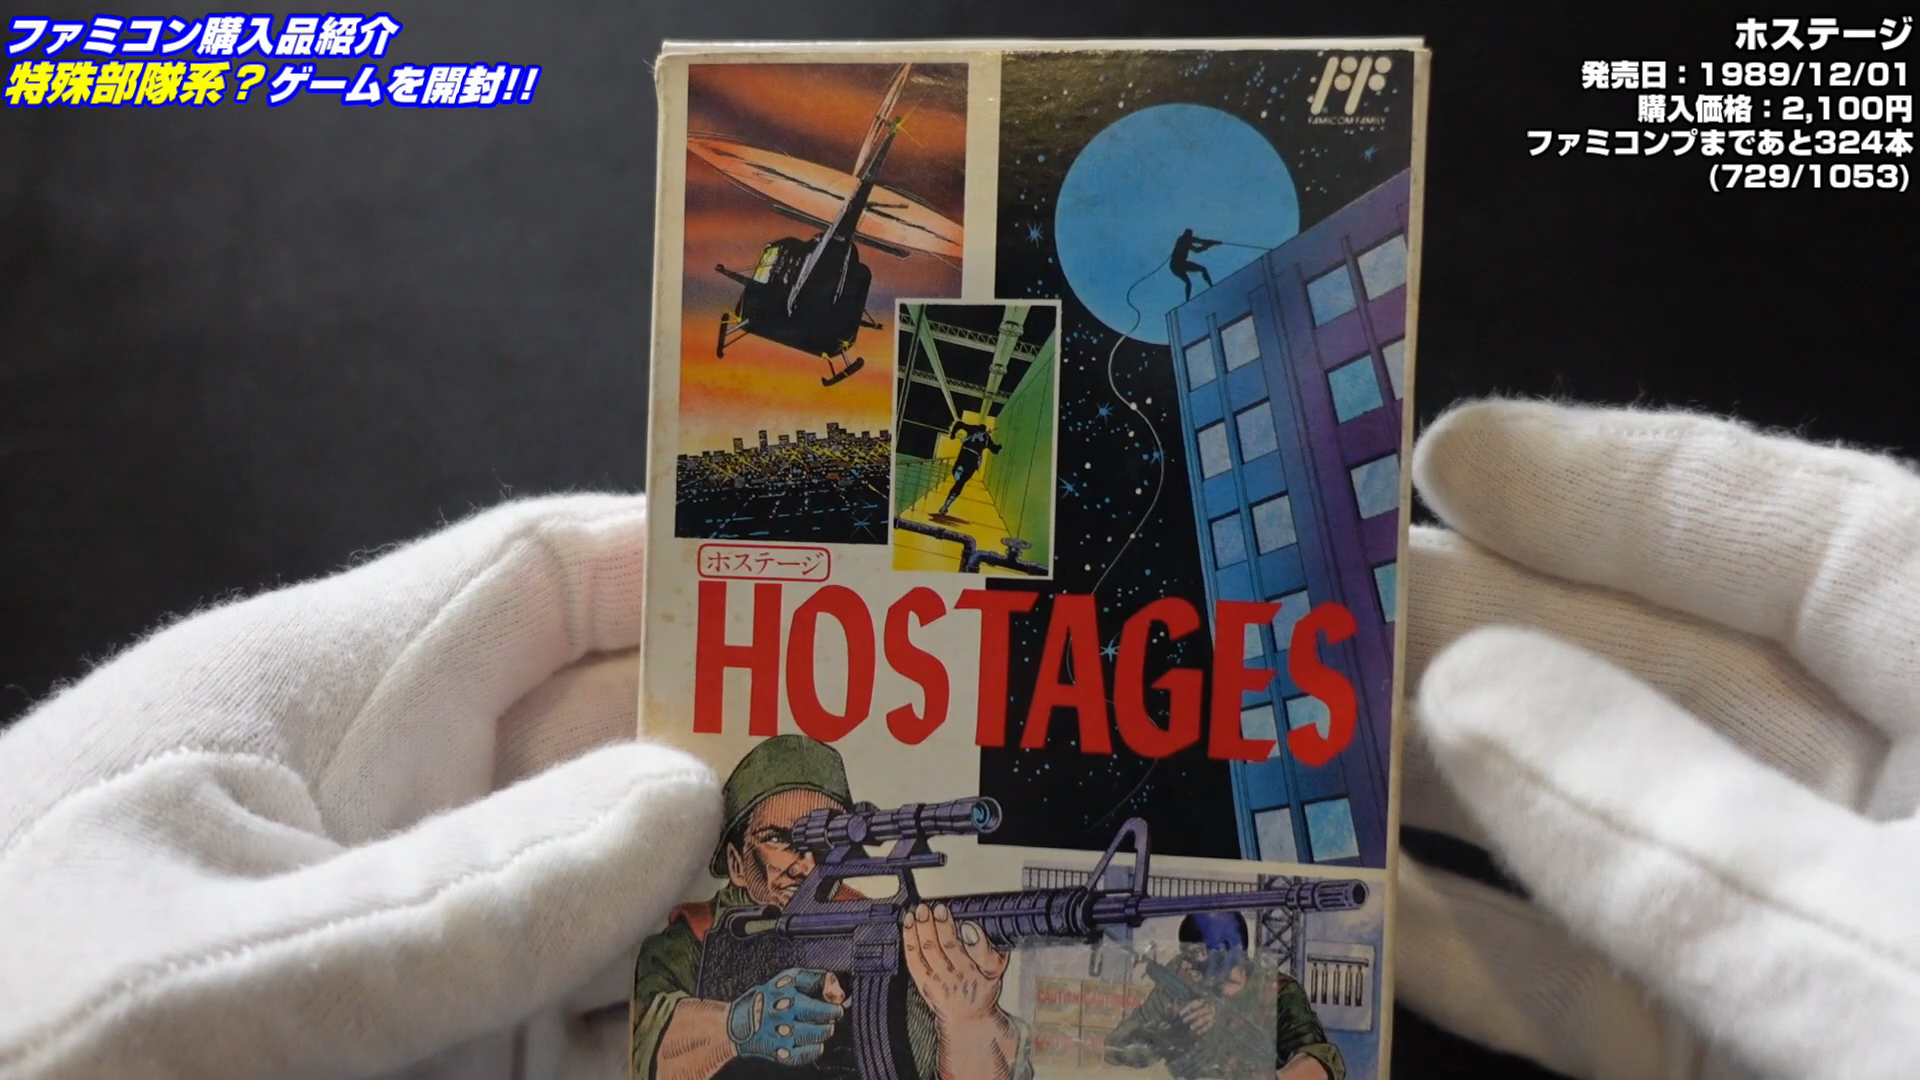 ファミコン購入品紹介
特殊部隊系？ゲームを開封!!
ホステージ
発売日：1989/12/01
購入価格：2,100円
ファミコンプまであと324本
(729/1053)
FF
FAMICOM FAMILY
ホステージ
HOSTAGES
CAUTION CAUTION